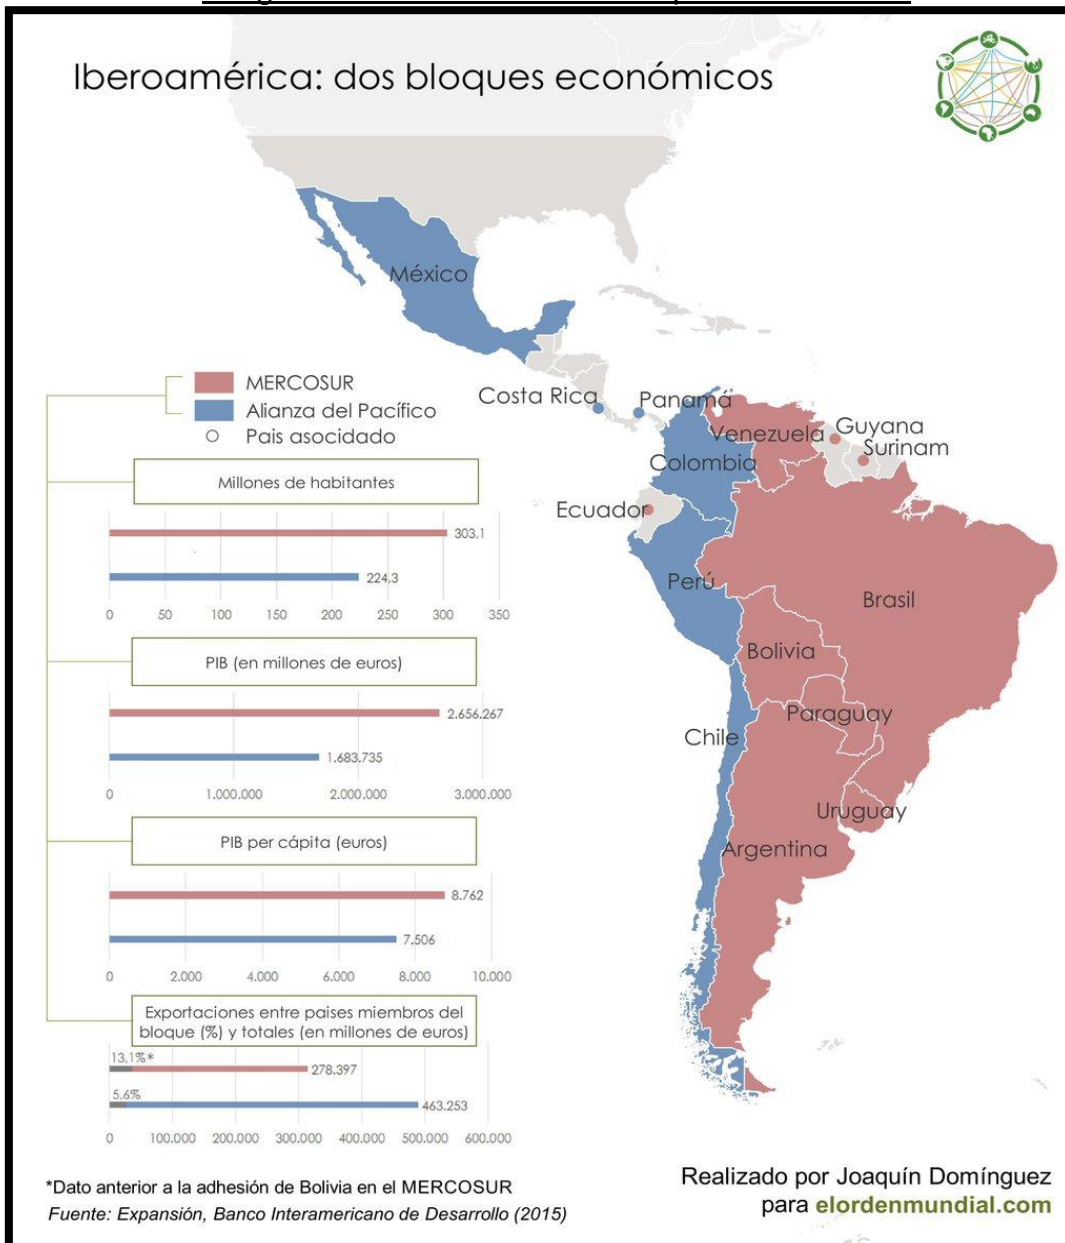 Iberoamérica: dos bloques económicos
México
Costa Rica
Panamá
Venezuela
Guyana
Surinam
Colombia
Ecuador
Perú
Brasil
Bolivia
Paraguay
Chile
Uruguay
Argentina
MERCOSUR
Alianza del Pacífico
Pais asociado
Millones de habitantes
303,1
224,3
0 50 100 150 200 250 300 350
PIB (en millones de euros)
2.656.267
1.683.735
0 1.000.000 2.000.000 3.000.000
PIB per cápita (euros)
8.762
7.506
0 2.000 4.000 6.000 8.000 10.000
Exportaciones entre paises miembros del
bloque (%) y totales (en millones de euros)
13,1%*
278.397
5,6%
463.253
0 100.000 200.000 300.000 400.000 500.000 600.000
*Dato anterior a la adhesión de Bolivia en el MERCOSUR
Fuente: Expansión, Banco Interamericano de Desarrollo (2015)
Realizado por Joaquín Domínguez
para elordenmundial.com